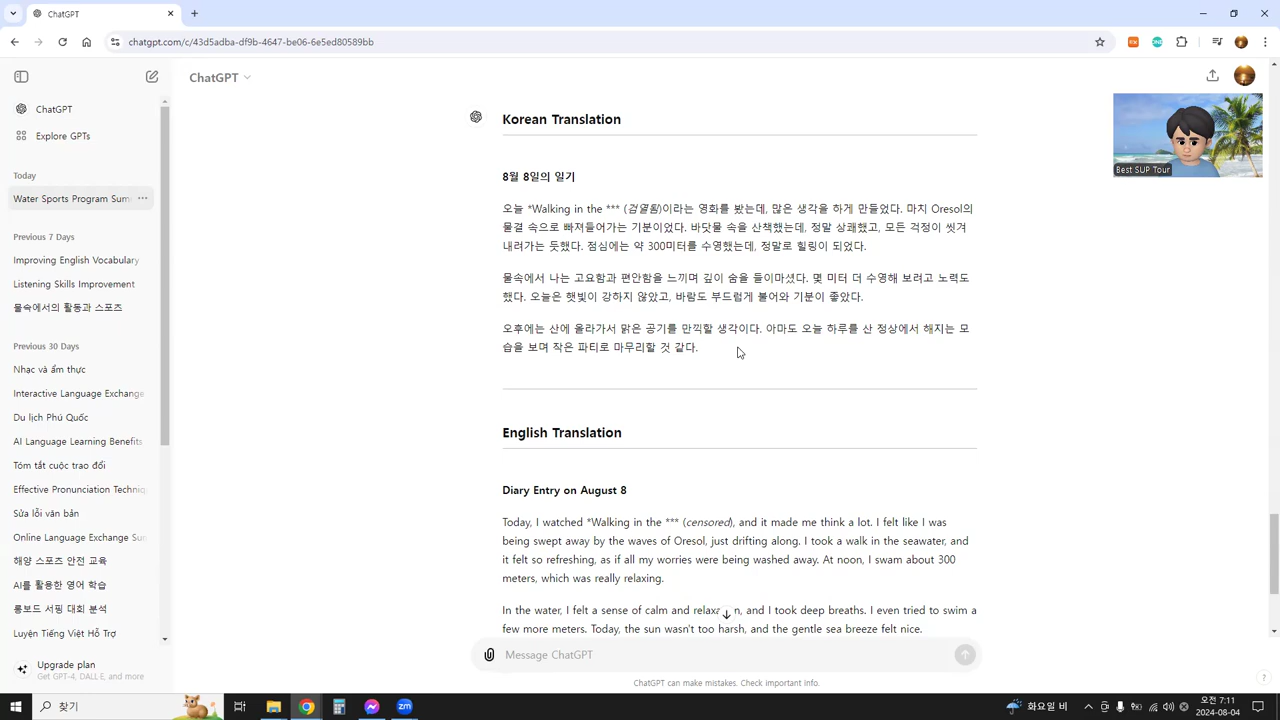 ChatGPT
chatgpt.com/c/43d5adba-df9b-4647-be06-6e5ed80589bb
ChatGPT
ChatGPT
Explore GPTs
Today
Water Sports Program Sum
Previous 7 Days
Improving English Vocabulary
Listening Skills Improvement
물속에서의 활동과 스포츠
Previous 30 Days
Nhạc và ẩm thực
Interactive Language Exchange
Du lịch Phú Quốc
AI Language Learning Benefits
Tóm tắt cuộc trao đổi
Effective Pronunciation Techniq
Sửa lỗi văn bản
Online Language Exchange Sum
해양 스포츠 안전 교육
AI를 활용한 영어 학습
롱보드 서핑 대회 분석
Luyện Tiếng Việt Hỗ Trợ
Upgrade plan
Get GPT-4, DALL·E, and more
Korean Translation
8월 8일의 일기
오늘 *Walking in the *** (검열됨)이라는 영화를 봤는데, 많은 생각을 하게 만들었다. 마치 Oresol의
물결 속으로 빠져들어가는 기분이었다. 바닷물 속을 산책했는데, 정말 상쾌했고, 모든 걱정이 씻겨
내려가는 듯했다. 점심에는 약 300미터를 수영했는데, 정말로 힐링이 되었다.
물속에서 나는 고요함과 편안함을 느끼며 깊이 숨을 들이마셨다. 몇 미터 더 수영해 보려고 노력도
했다. 오늘은 햇빛이 강하지 않았고, 바람도 부드럽게 불어와 기분이 좋았다.
오후에는 산에 올라가서 맑은 공기를 만끽할 생각이다. 아마도 오늘 하루를 산 정상에서 해지는 모
습을 보며 작은 파티로 마무리할 것 같다.
English Translation
Diary Entry on August 8
Today, I watched *Walking in the *** (censored), and it made me think a lot. I felt like I was
being swept away by the waves of Oresol, just drifting along. I took a walk in the seawater, and
it felt so refreshing, as if all my worries were being washed away. At noon, I swam about 300
meters, which was really relaxing.
In the water, I felt a sense of calm and relaxa n, and I took deep breaths. I even tried to swim a
few more meters. Today, the sun wasn't too harsh, and the gentle sea breeze felt nice.
Message ChatGPT
ChatGPT can make mistakes. Check important info.
Best SUP Tour
찾기
zm
화요일 비
오전 7:11
2024-08-04